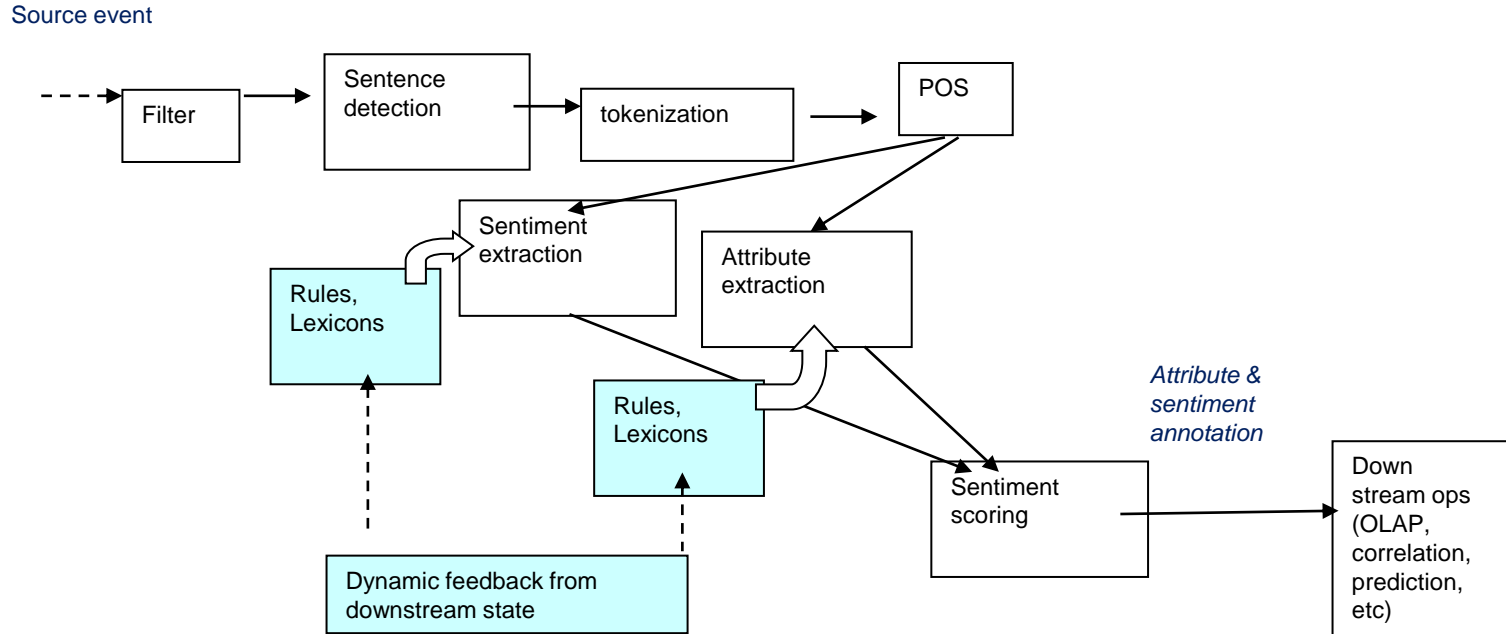 Source event
Filter
Sentence
detection
tokenization
POS
Sentiment
extraction
Attribute
extraction
Rules,
Lexicons
Rules,
Lexicons
Attribute &
sentiment
annotation
Sentiment
scoring
Down
stream ops
(OLAP,
correlation,
prediction,
etc)
Dynamic feedback from
downstream state